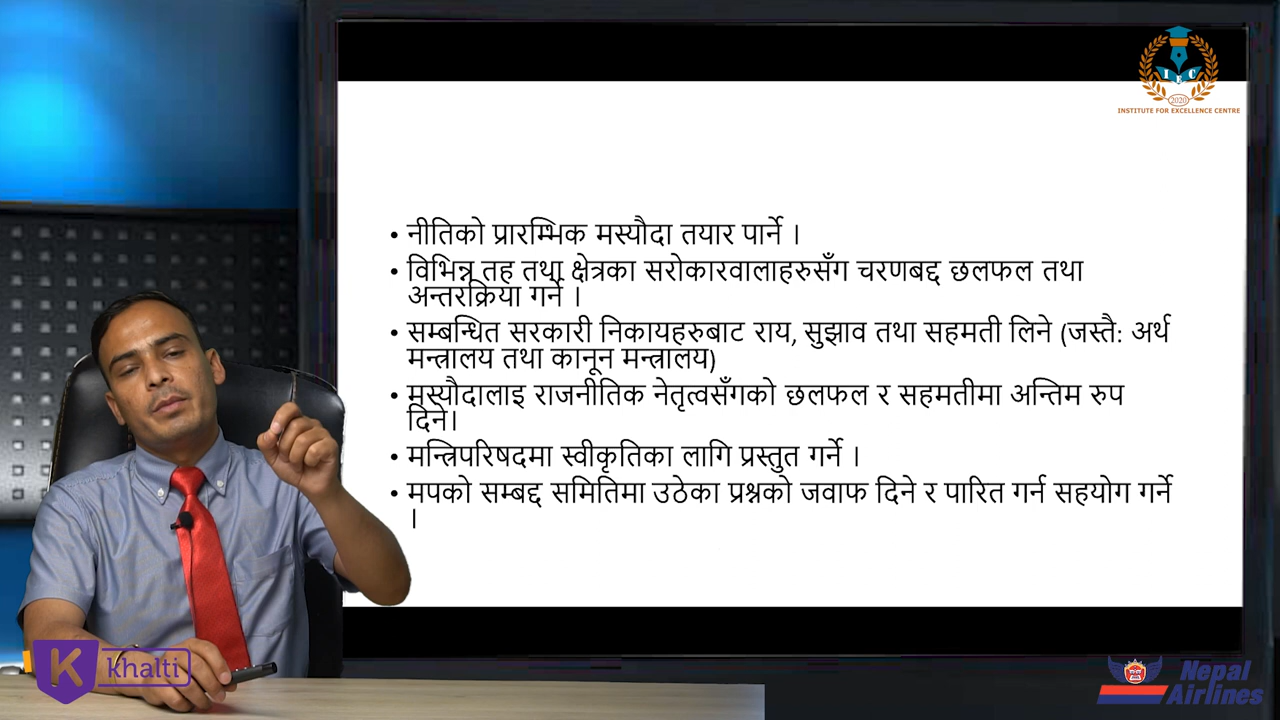 I E C
2020
INSTITUTE FOR EXCELLENCE CENTRE
• नीतिको प्रारम्भिक मस्यौदा तयार पार्ने ।
• विभिन्न तह तथा क्षेत्रका सरोकारवालाहरुसँग चरणबद्द छलफल तथा
अन्तरक्रिया गर्ने ।
• सम्बन्धित सरकारी निकायहरुबाट राय, सुझाव तथा सहमती लिने (जस्तै: अर्थ
मन्त्रालय तथा कानून मन्त्रालय)
• मस्यौदालाइ राजनीतिक नेतृत्वसँगको छलफल र सहमतीमा अन्तिम रुप
दिने।
• मन्त्रिपरिषदमा स्वीकृतिका लागि प्रस्तुत गर्ने ।
• मपको सम्बद्द समितिमा उठेका प्रश्नको जवाफ दिने र पारित गर्न सहयोग गर्ने
।
K khalti
Nepal
Airlines